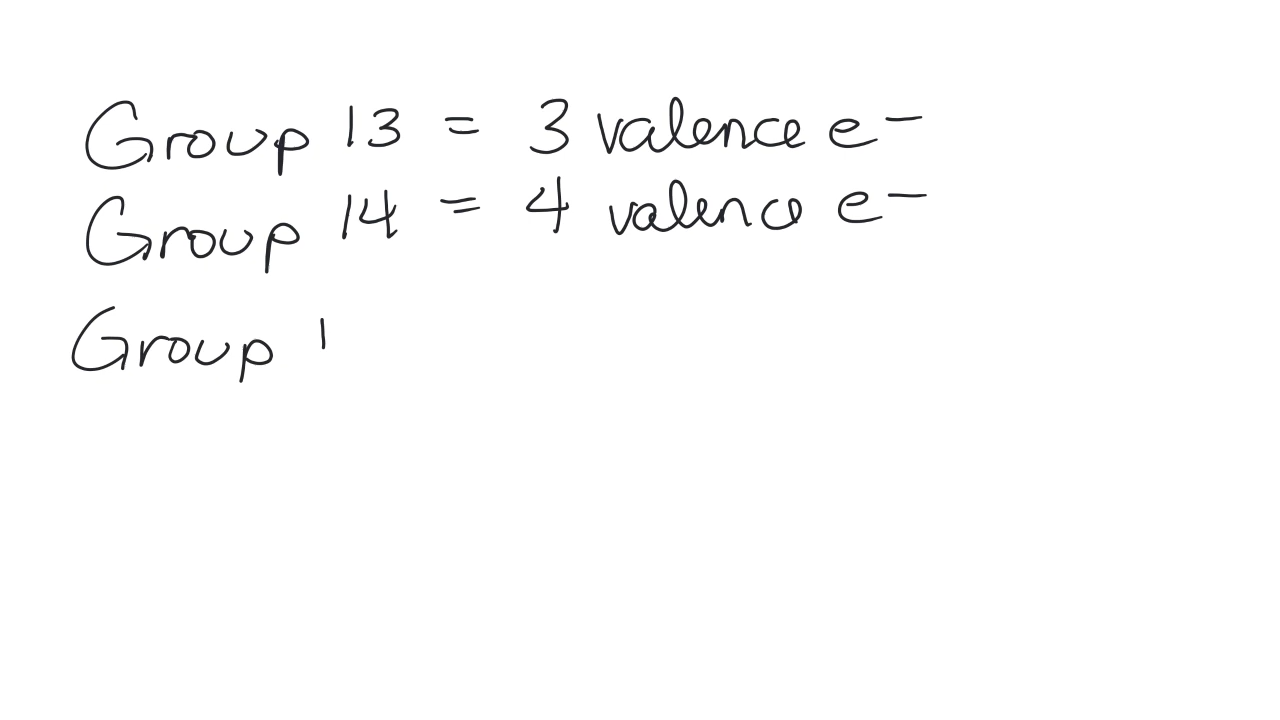 Group 13 = 3 valence e-
Group 14 = 4 valence e-
Group 1